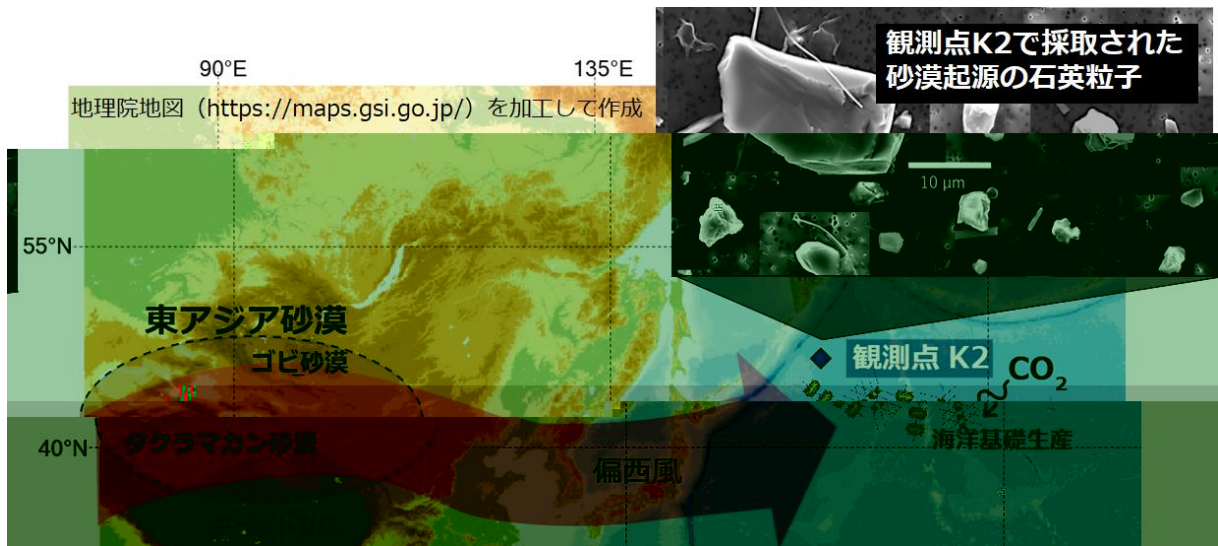 観測点K2で採取された
砂漠起源の石英粒子
90°E
135°E
地理院地図（https://maps.gsi.go.jp/）を加工して作成
10 µm
55°N
東アジア砂漠
ゴビ砂漠
観測点 K2
CO2
40°N
タクラマカン砂漠
海洋基礎生産
偏西風